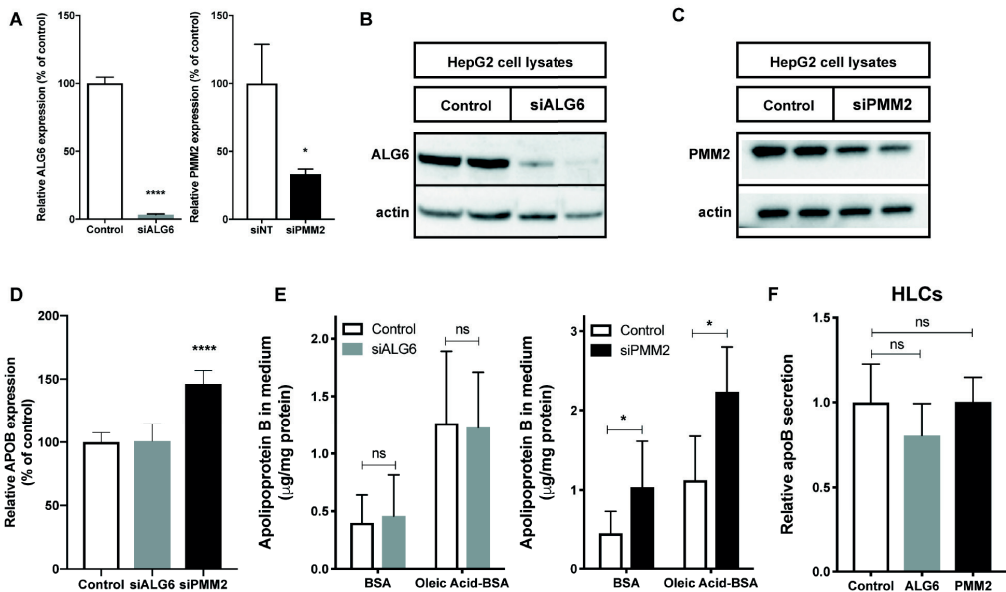 A
Relative ALG6 expression (% of control)
150
100
50
0
****
Control siALG6
Relative PMM2 expression (% of control)
150
100
50
0
*
siNT siPMM2
B
HepG2 cell lysates
Control siALG6
ALG6
actin
C
HepG2 cell lysates
Control siPMM2
PMM2
actin
D
Relative APOB expression
(% of control)
200
150
100
50
0
****
Control siALG6 siPMM2
E
Apolipoprotein B in medium
(μg/mg protein)
2.0
1.5
1.0
0.5
0.0
Control
siALG6
ns
ns
BSA Oleic Acid-BSA
Apolipoprotein B in medium
(μg/mg protein)
3
2
1
0
Control
siPMM2
*
*
BSA Oleic Acid-BSA
F
HLCs
Relative apoB secretion
1.5
1.0
0.5
0.0
ns
ns
Control ALG6 PMM2